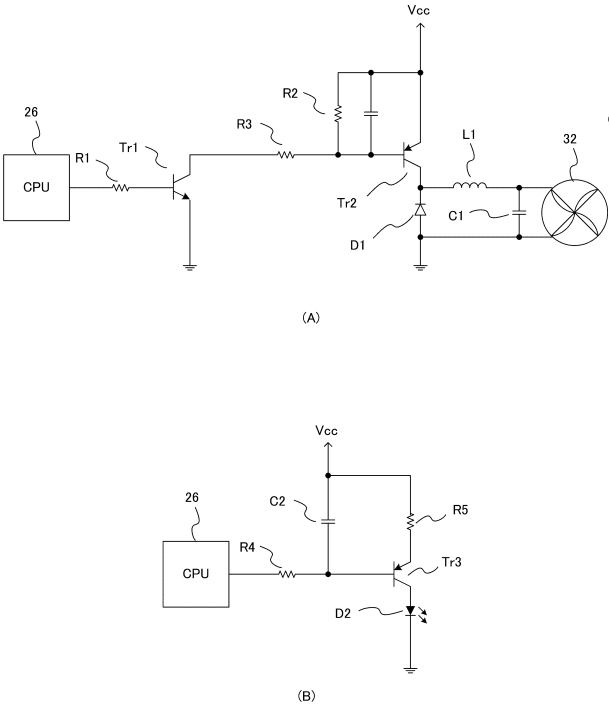 Vcc
R2
26
R3
Tr1
R1
L1
32
CPU
Tr2
C1
D1
(A)
Vcc
26
C2
R5
R4
Tr3
CPU
D2
(B)